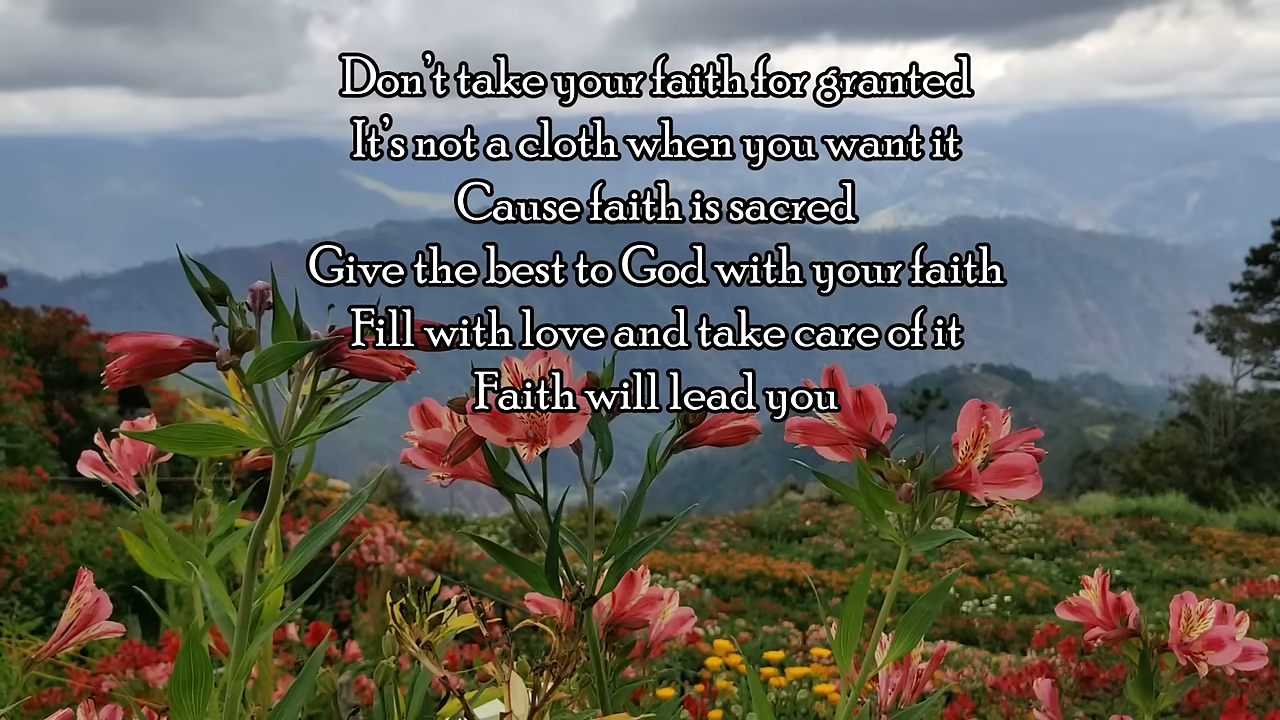 Don't take your faith for granted
It's not a cloth when you want it
Cause faith is sacred
Give the best to God with your faith
Fill with love and take care of it
Faith will lead you